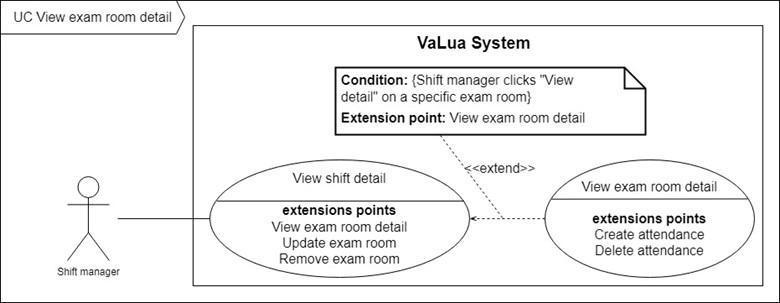 UC View exam room detail
VaLua System
Condition: {Shift manager clicks "View
detail" on a specific exam room}
Extension point: View exam room detail
<<extend>>
View shift detail
extensions points
View exam room detail
Update exam room
Remove exam room
View exam room detail
extensions points
Create attendance
Delete attendance
Shift manager